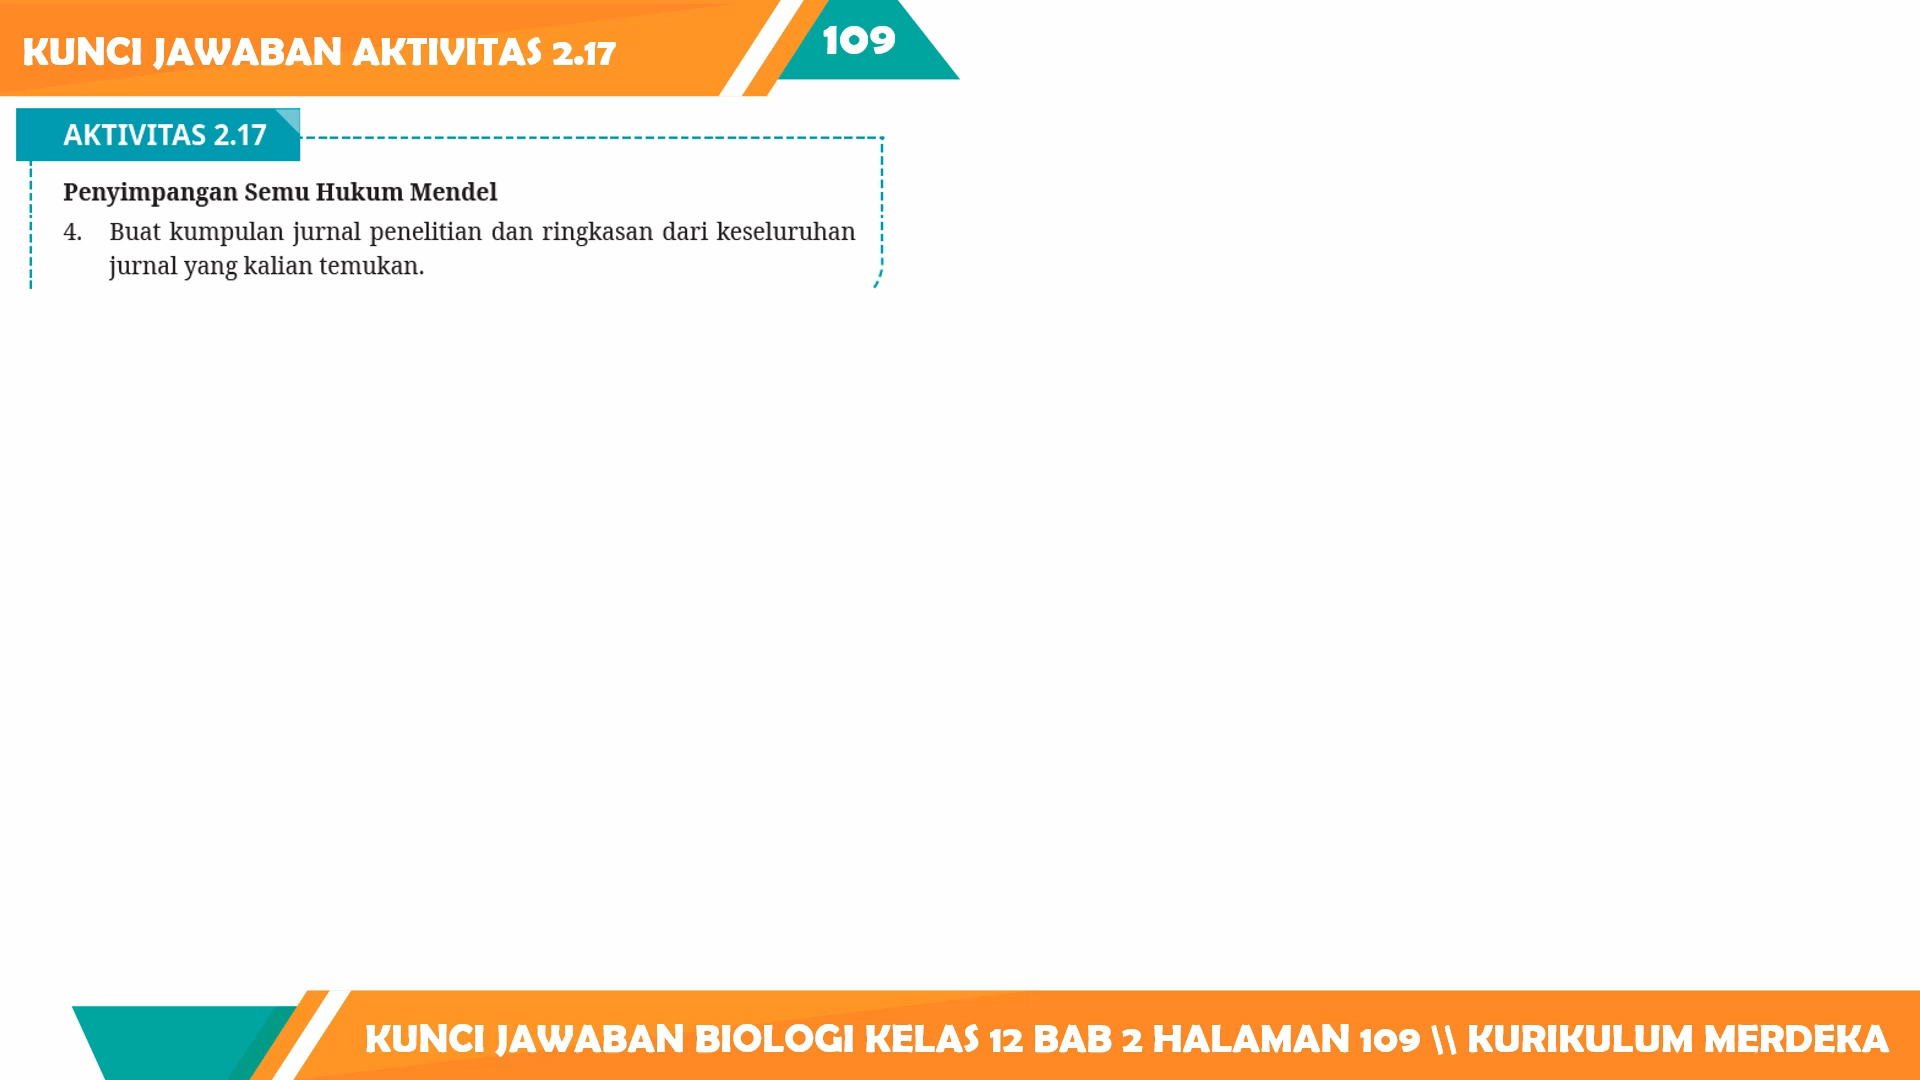 KUNCI JAWABAN AKTIVITAS 2.17
109
AKTIVITAS 2.17
Penyimpangan Semu Hukum Mendel
4. Buat kumpulan jurnal penelitian dan ringkasan dari keseluruhan
jurnal yang kalian temukan.
KUNCI JAWABAN BIOLOGI KELAS 12 BAB 2 HALAMAN 109 \\ KURIKULUM MERDEKA